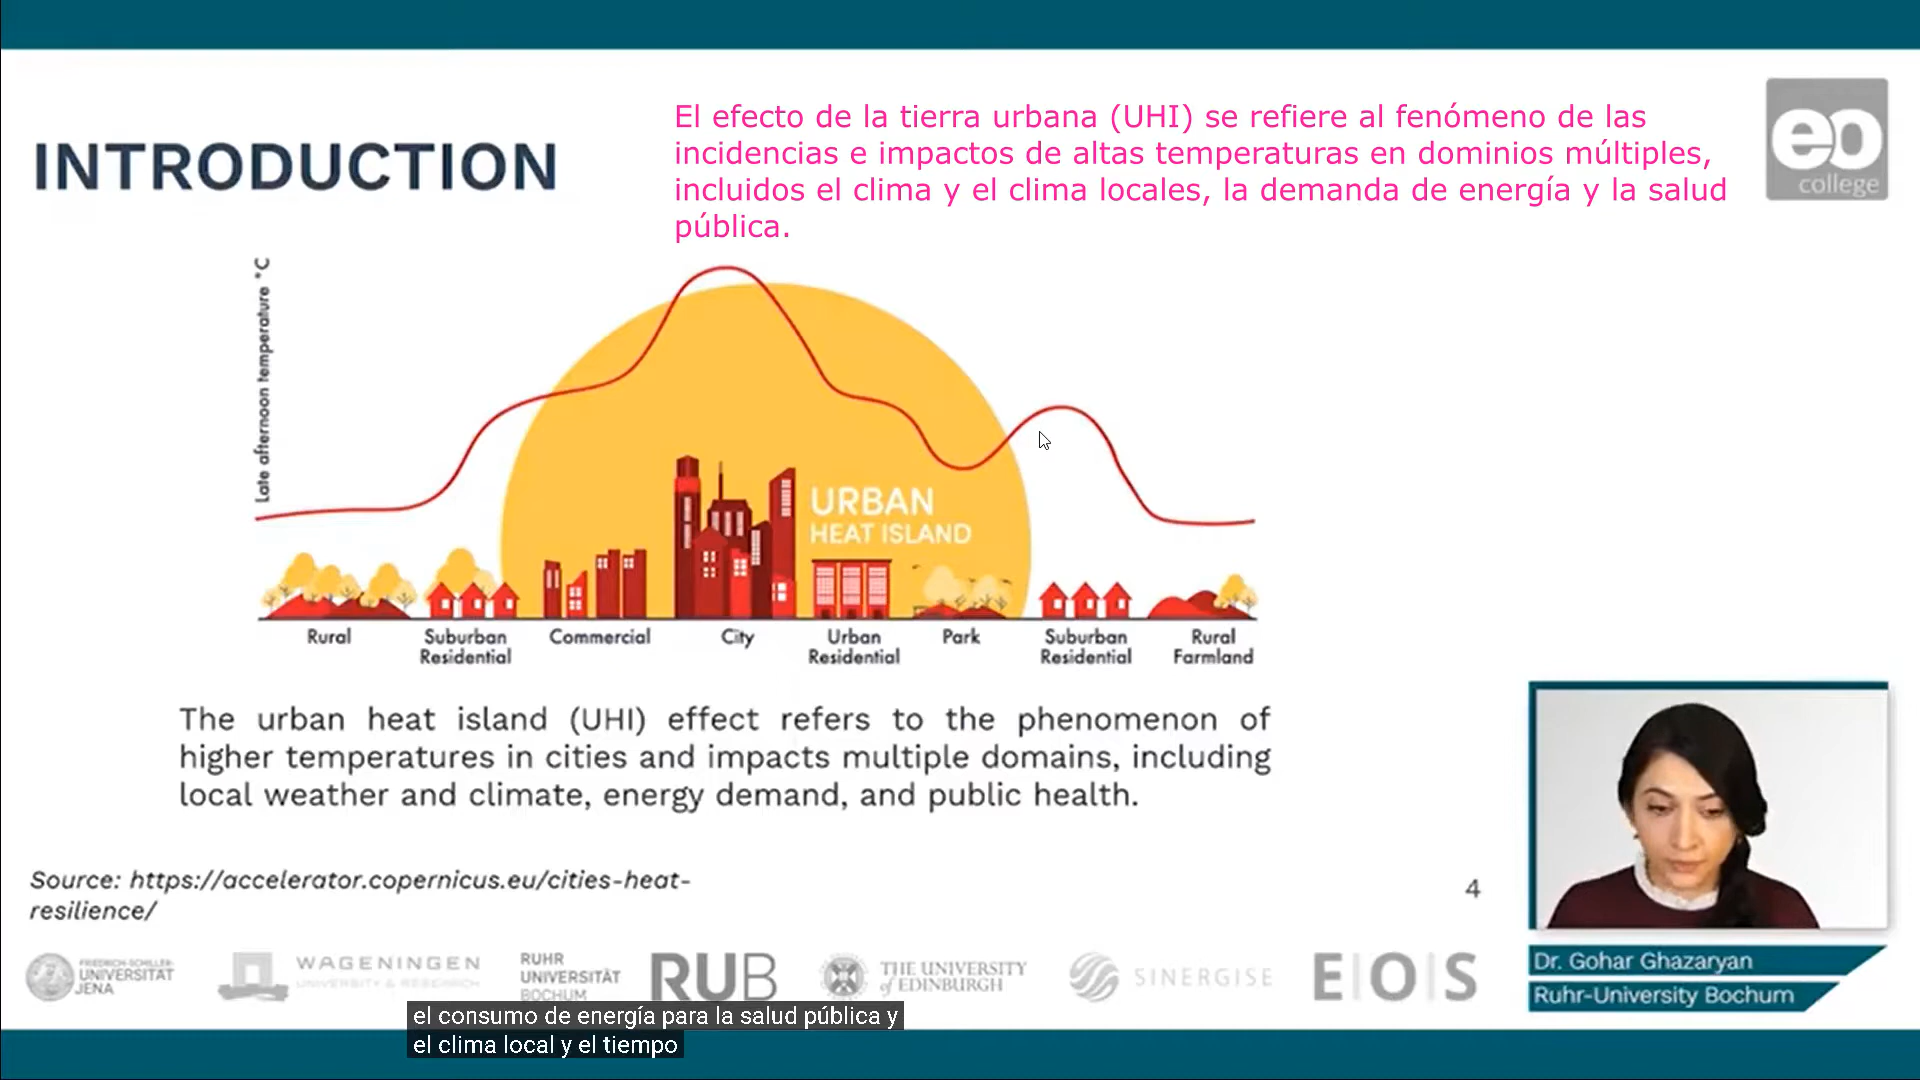 El efecto de la tierra urbana (UHI) se refiere al fenómeno de las
incidencias e impactos de altas temperaturas en dominios múltiples,
incluidos el clima y el clima locales, la demanda de energía y la salud
pública.
eo
college
INTRODUCTION
Late afternoon temperature °C
URBAN
HEAT ISLAND
Rural
Suburban
Residential
Commercial
City
Urban
Residential
Park
Suburban
Residential
Rural
Farmland
The urban heat island (UHI) effect refers to the phenomenon of
higher temperatures in cities and impacts multiple domains, including
local weather and climate, energy demand, and public health.
Source: https://accelerator.copernicus.eu/cities-heat-
resilience/
4
Dr. Gohar Ghazaryan
Ruhr-University Bochum
FRIEDRICH-SCHILLER-
UNIVERSITÄT
JENA
WAGENINGEN
UNIVERSITY & RESEARCH
RUHR
UNIVERSITÄT
BOCHUM
RUB
THE UNIVERSITY
of EDINBURGH
SINERGISE
E|O|S
el consumo de energía para la salud pública y
el clima local y el tiempo